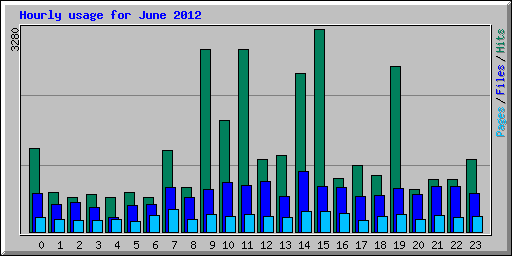 Hourly usage for June 2012
3280
Pages / Files / Hits
0 1 2 3 4 5 6 7 8 9 10 11 12 13 14 15 16 17 18 19 20 21 22 23